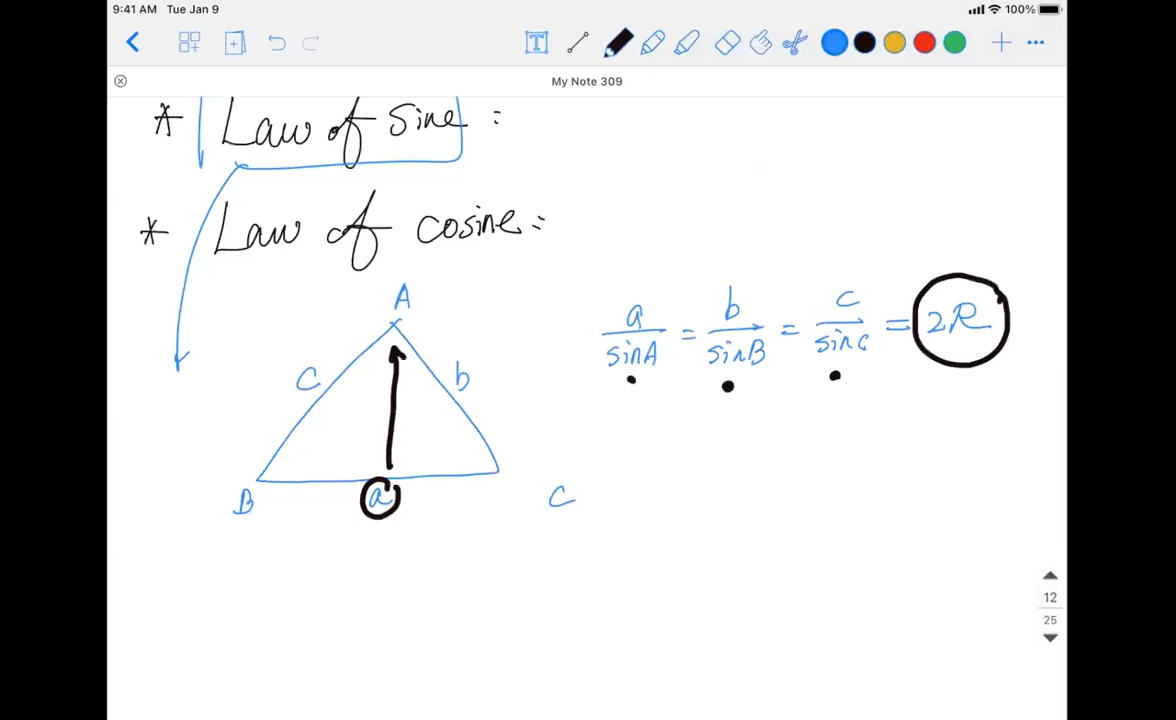 9:41 AM Tue Jan 9
100%
T
My Note 309
* Law of Sine :
* Law of cosine =
A
c
b
B
a
C
a/sinA = b/sinB = c/sinC = 2R
12
25